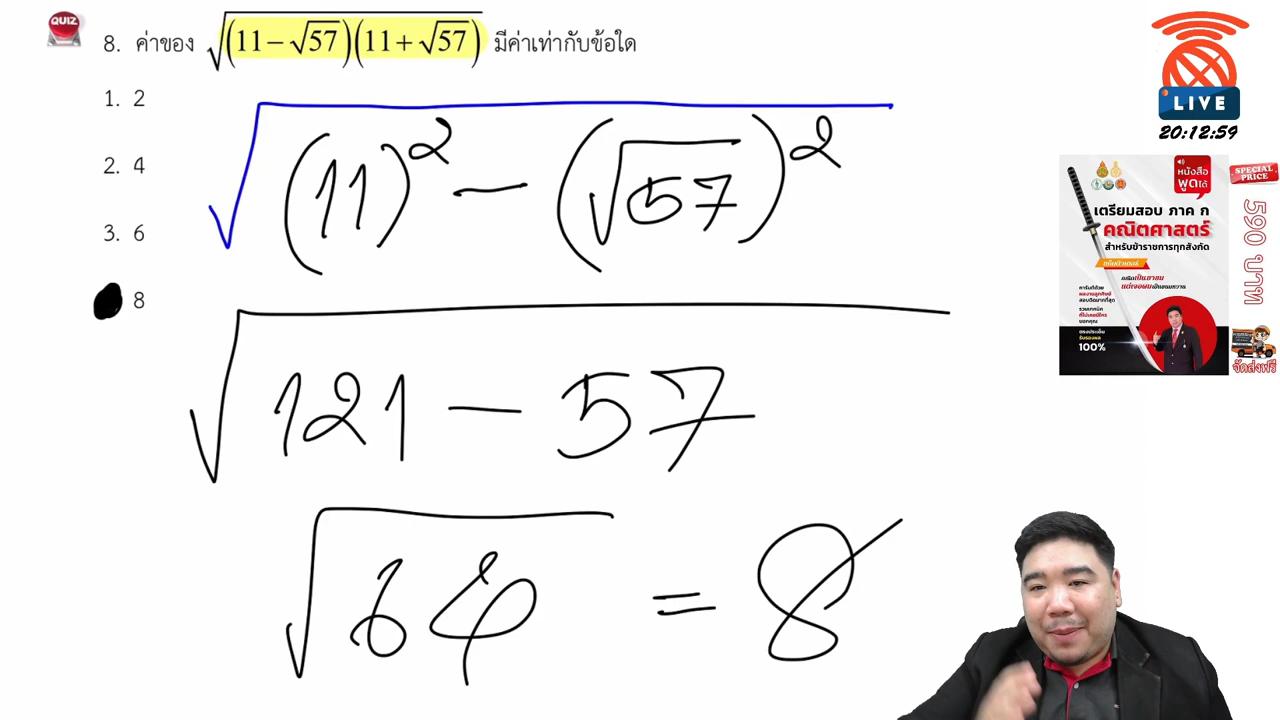 QUIZ
8. ค่าของ √(11−√57)(11+√57) มีค่าเท่ากับข้อใด
1. 2
2. 4
3. 6
8
√(11)² − (√57)²
√121 − 57
√64 = 8
LIVE
20:12:59
หนังสือ
พูดได้
เตรียมสอบ ภาค ก
คณิตศาสตร์
สำหรับข้าราชการทุกสังกัด
100%
SPECIAL
PRICE
590 บาท
จัดส่งฟรี